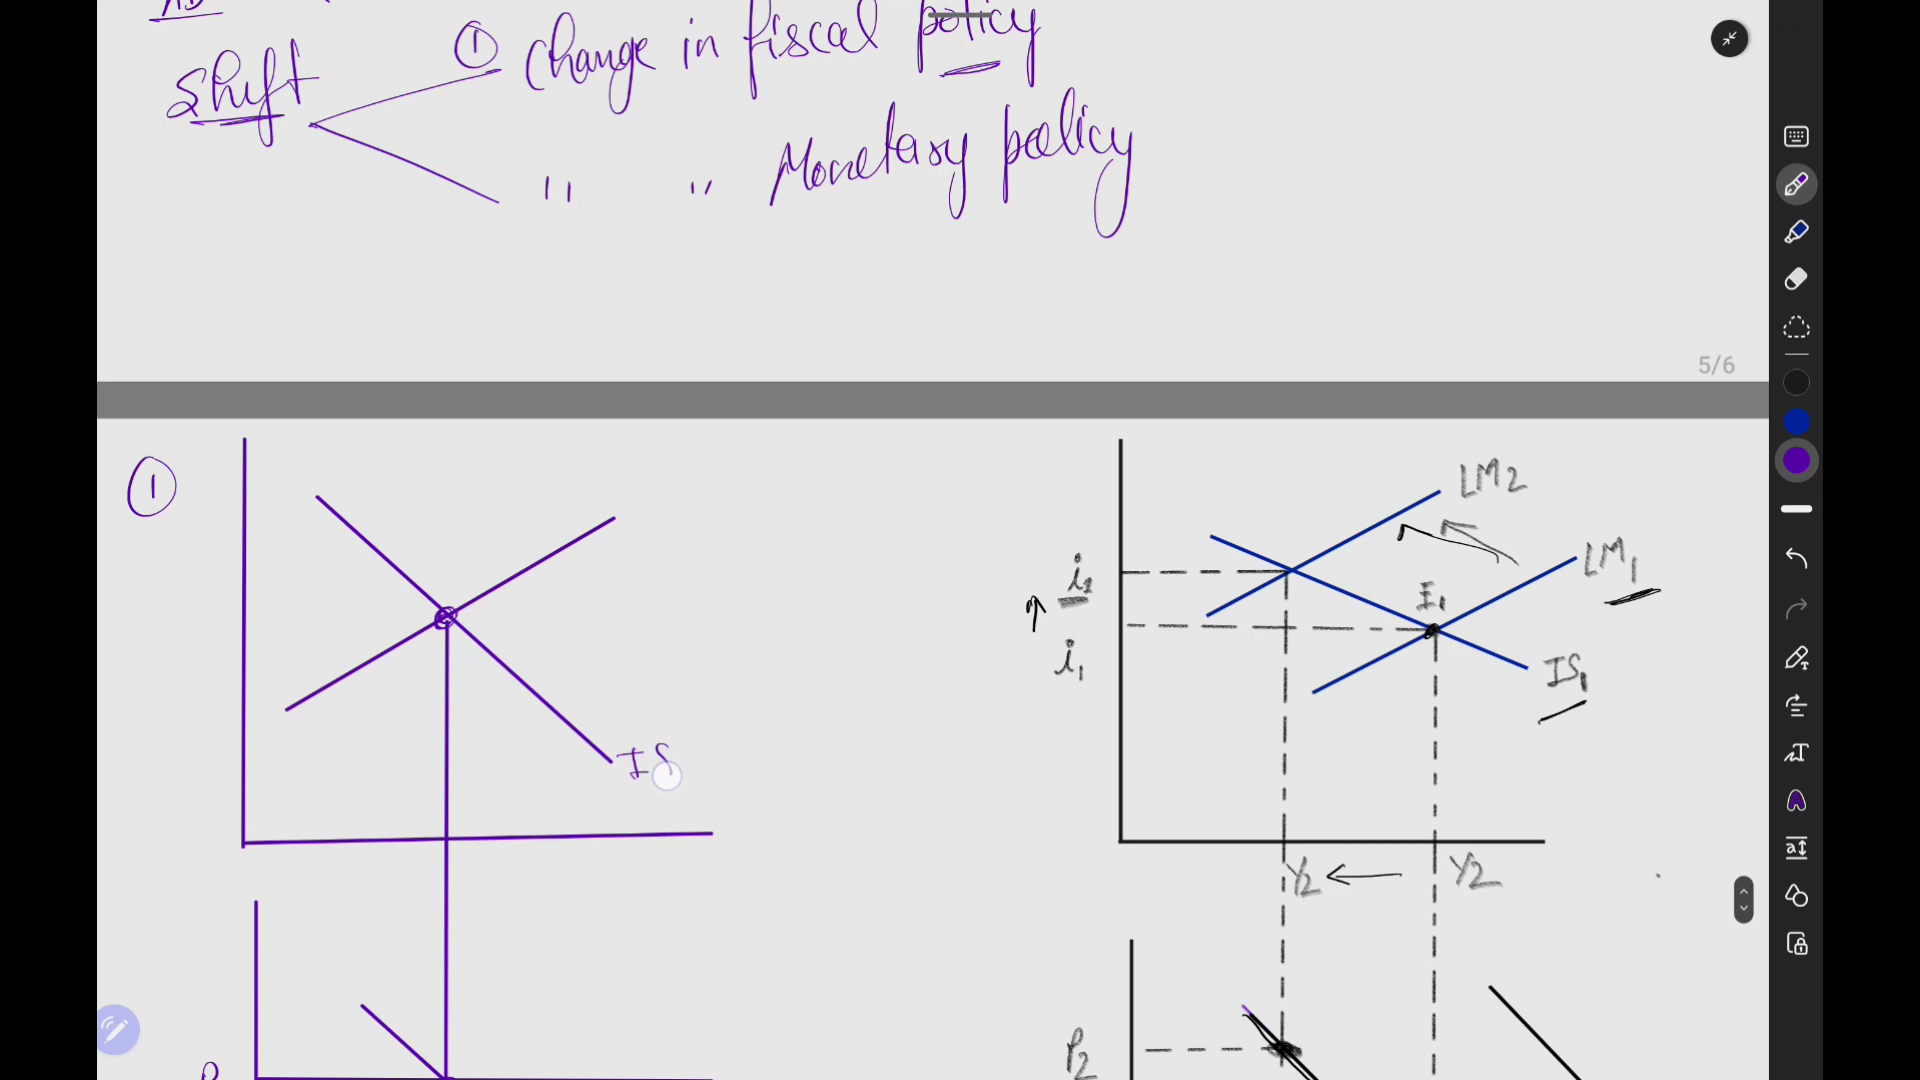 AD
Shift
① Change in fiscal policy
" " Monetary policy
5/6
①
IS
LM2
LM1
E1
IS1
i2
i1
Y2
Y2
P
P2